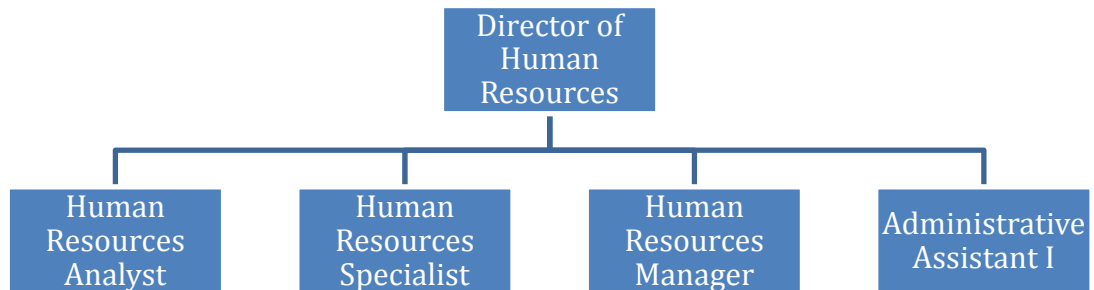 Director of
Human
Resources
Human
Resources
Analyst
Human
Resources
Specialist
Human
Resources
Manager
Administrative
Assistant I